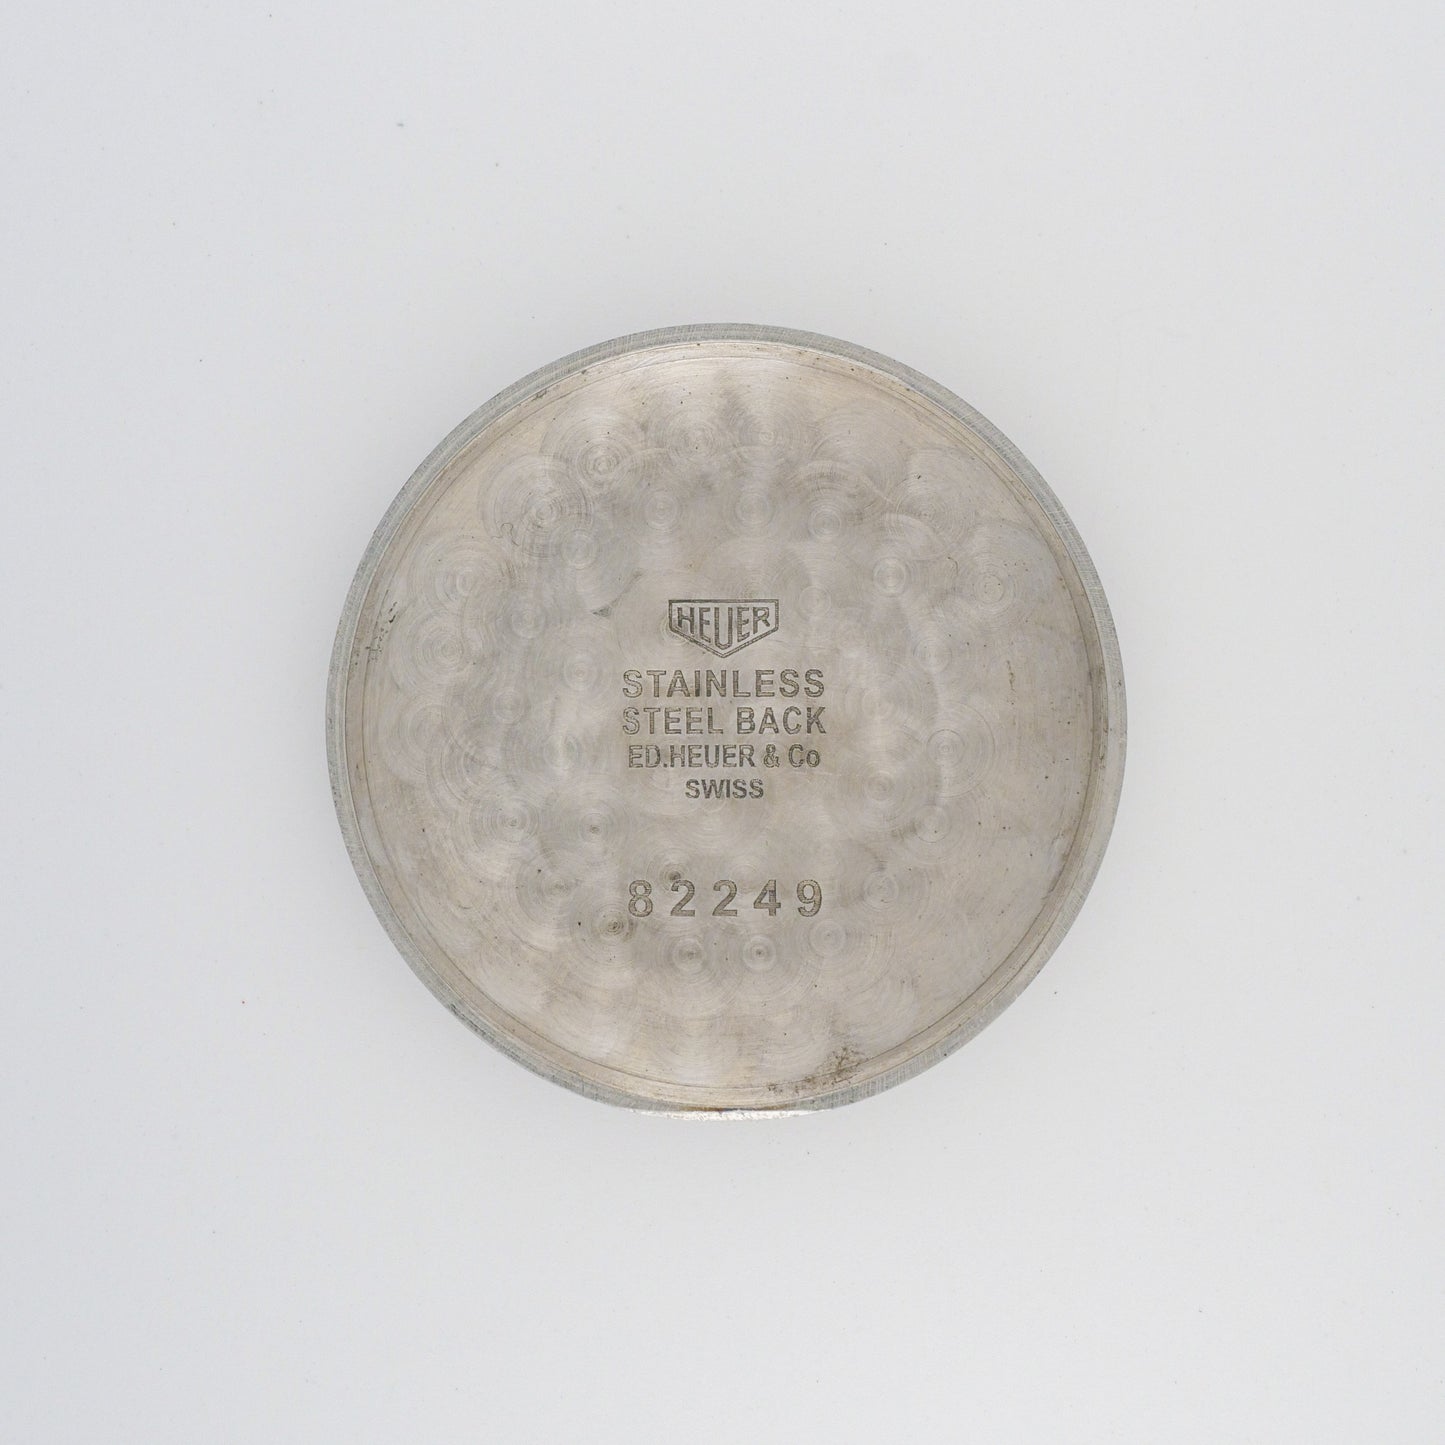 HEUER
STAINLESS
STEEL BACK
ED.HEUER & Co
SWISS
82249